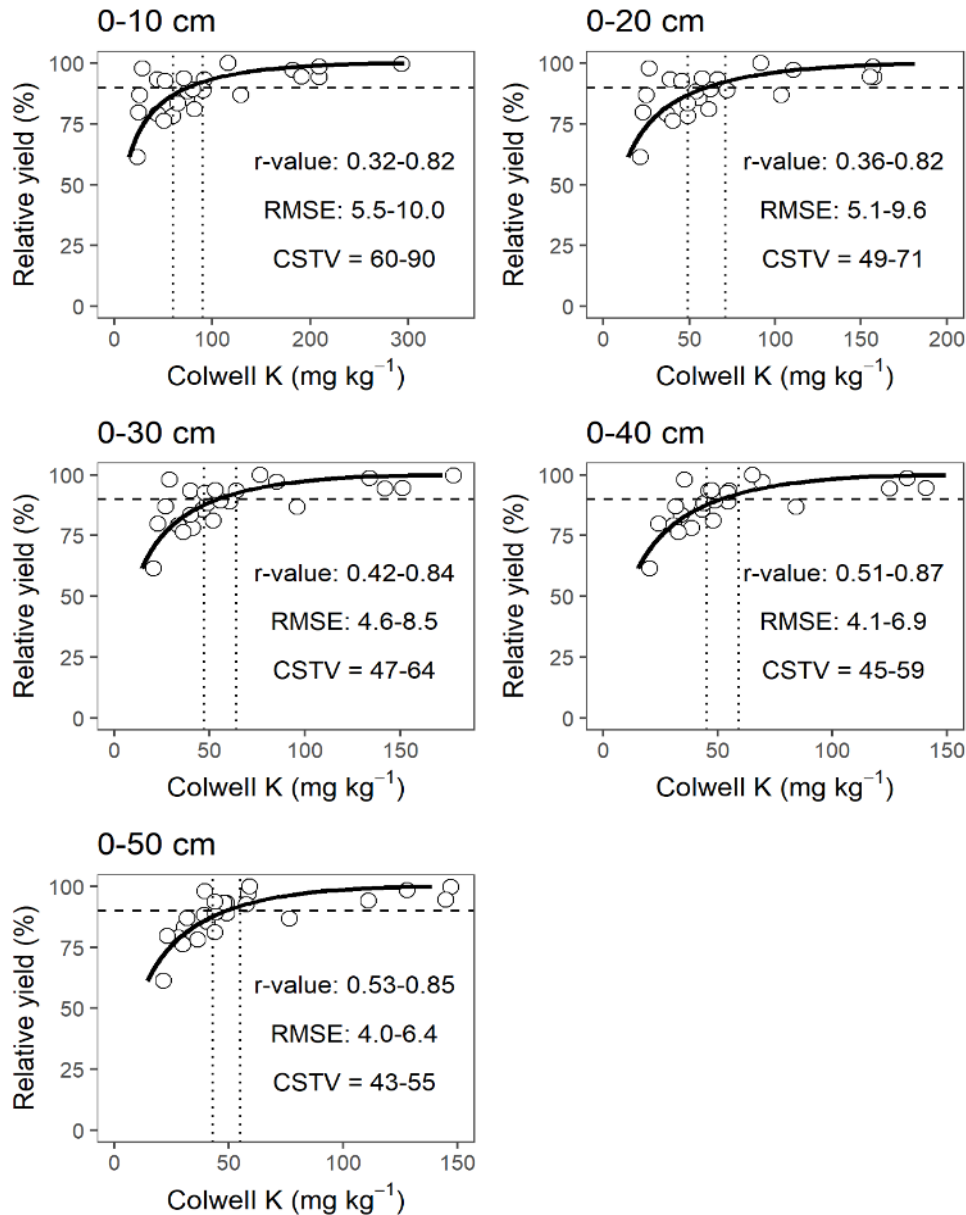 0-10 cm
Relative yield (%)
100
75
50
25
0
r-value: 0.32-0.82
RMSE: 5.5-10.0
CSTV = 60-90
0 100 200 300
Colwell K (mg kg⁻¹)
0-20 cm
Relative yield (%)
100
75
50
25
0
r-value: 0.36-0.82
RMSE: 5.1-9.6
CSTV = 49-71
0 50 100 150 200
Colwell K (mg kg⁻¹)
0-30 cm
Relative yield (%)
100
75
50
25
0
r-value: 0.42-0.84
RMSE: 4.6-8.5
CSTV = 47-64
0 50 100 150
Colwell K (mg kg⁻¹)
0-40 cm
Relative yield (%)
100
75
50
25
0
r-value: 0.51-0.87
RMSE: 4.1-6.9
CSTV = 45-59
0 50 100 150
Colwell K (mg kg⁻¹)
0-50 cm
Relative yield (%)
100
75
50
25
0
r-value: 0.53-0.85
RMSE: 4.0-6.4
CSTV = 43-55
0 50 100 150
Colwell K (mg kg⁻¹)